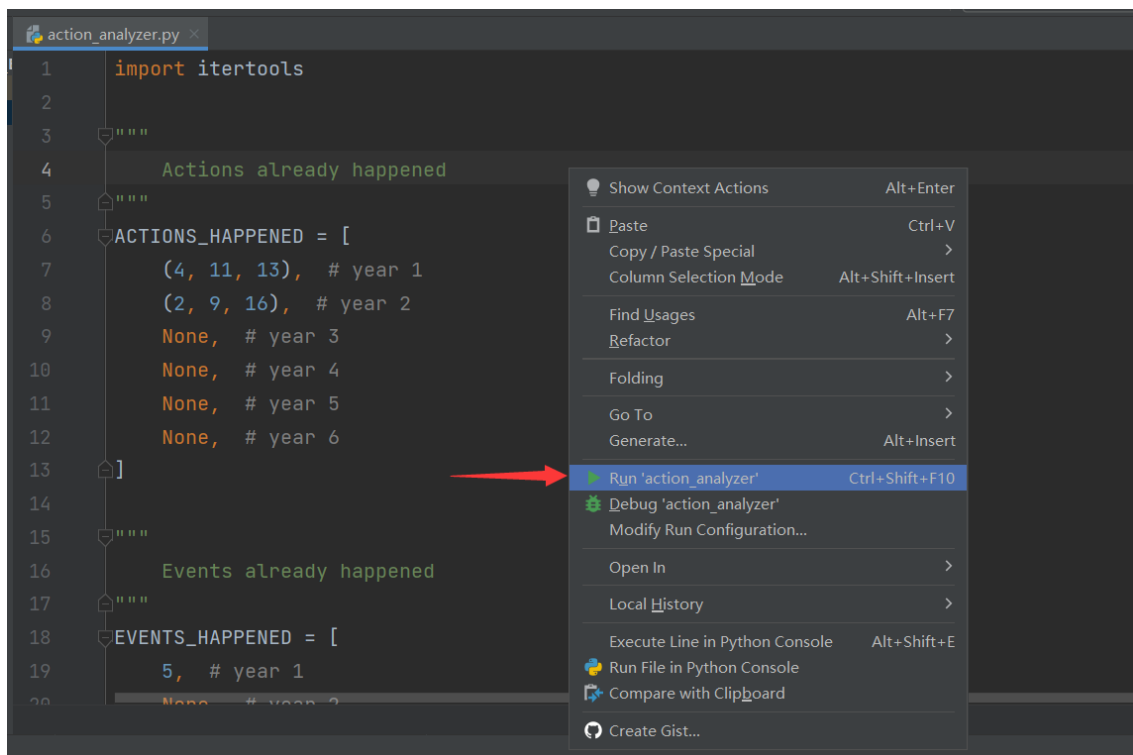 action_analyzer.py
1 import itertools
2
3 """
4 Actions already happened
5 """
6 ACTIONS_HAPPENED = [
7 (4, 11, 13),  # year 1
8 (2, 9, 16),  # year 2
9 None,  # year 3
10 None,  # year 4
11 None,  # year 5
12 None,  # year 6
13 ]
14
15 """
16 Events already happened
17 """
18 EVENTS_HAPPENED = [
19 5,  # year 1
20 None  # year 2
Show Context Actions Alt+Enter
Paste Ctrl+V
Copy / Paste Special
Column Selection Mode Alt+Shift+Insert
Find Usages Alt+F7
Refactor
Folding
Go To
Generate... Alt+Insert
Run 'action_analyzer' Ctrl+Shift+F10
Debug 'action_analyzer'
Modify Run Configuration...
Open In
Local History
Execute Line in Python Console Alt+Shift+E
Run File in Python Console
Compare with Clipboard
Create Gist...